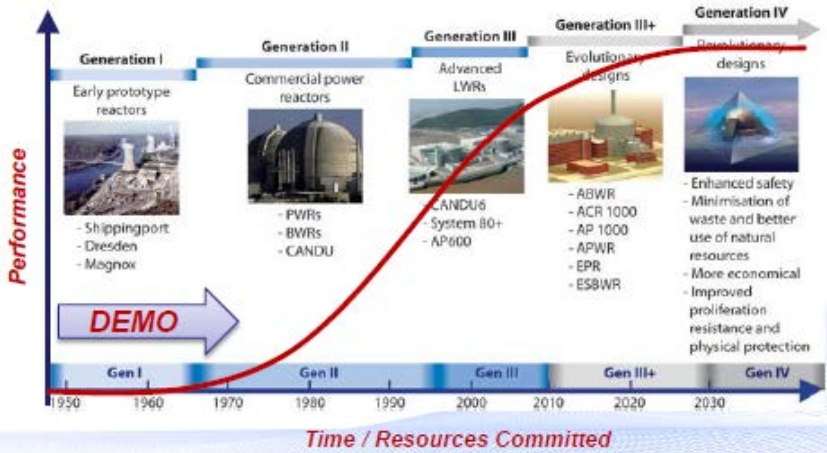 Generation I
Early prototype
reactors
- Shippingport
- Dresden
- Magnox
Generation II
Commercial power
reactors
- PWRs
- BWRs
- CANDU
Generation III
Advanced
LWRs
- CANDU6
- System 80+
- AP600
Generation III+
Evolutionary
designs
- ABWR
- ACR 1000
- AP 1000
- APWR
- EPR
- ESBWR
Generation IV
Revolutionary
designs
- Enhanced safety
- Minimisation of
waste and better
use of natural
resources
- More economical
- Improved
proliferation
resistance and
physical protection
Performance
DEMO
Gen I Gen II Gen III Gen III+ Gen IV
1950 1960 1970 1980 1990 2000 2010 2020 2030
Time / Resources Committed